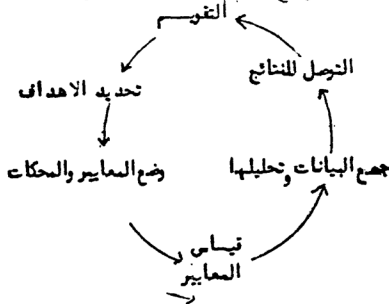 التقويم
تحديد الاهداف
وضع المعايير والمحكات
قياس
المعايير
جمع البيانات وتحليلها
التوصل للنتائج